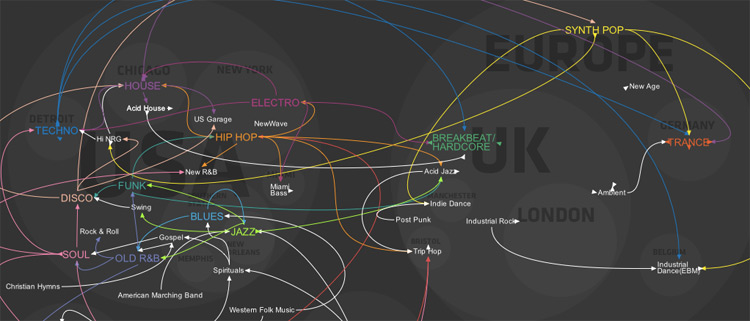 SYNTH POP
EUROPE
CHICAGO
NEW YORK
HOUSE
New Age
ELECTRO
Acid House
DETROIT
US Garage
NewWave
GERMANY
TECHNO
Hi NRG
HIP HOP
BREAKBEAT/
HARDCORE
UK
TRANCE
USA
New R&B
Acid Jazz
FUNK
Miami
Bass
Ambient
MANCHESTER
DISCO
Swing
Indie Dance
BLUES
Post Punk
Industrial Rock
LONDON
Rock & Roll
JAZZ
Gospel
BRISTOL
NEW
ORLEANS
Trip Hop
BELGIUM
SOUL
OLD R&B
MEMPHIS
Spirituals
Industrial
Dance(EBM)
Christian Hymns
American Marching Band
Western Folk Music